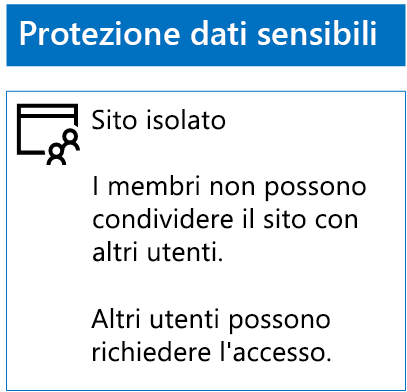 Protezione dati sensibili
Sito isolato
I membri non possono
condividere il sito con
altri utenti.
Altri utenti possono
richiedere l'accesso.